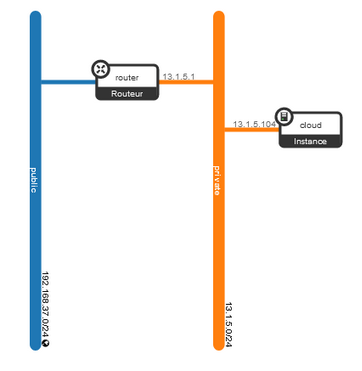 router
Routeur
13.1.5.1
13.1.5.104
cloud
Instance
public
192.168.37.0/24
private
13.1.5.0/24